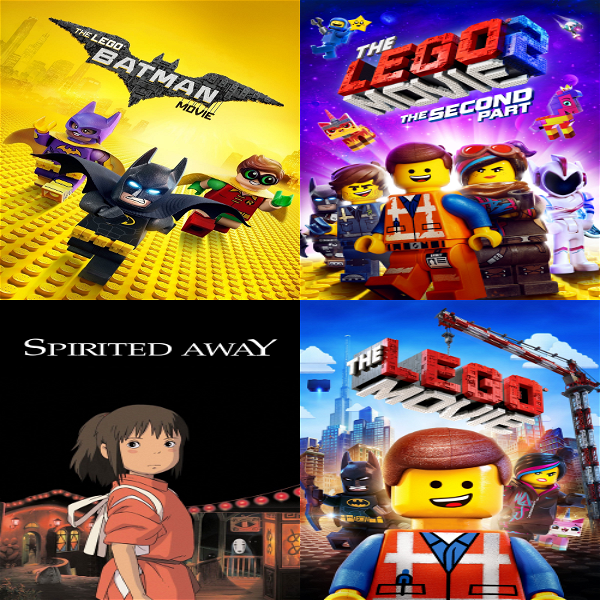 THE LEGO
BATMAN
MOVIE
THE
LEGO 2
MOVIE
THE SECOND
PART
SPIRITED AWAY
THE
LEGO
MOVIE